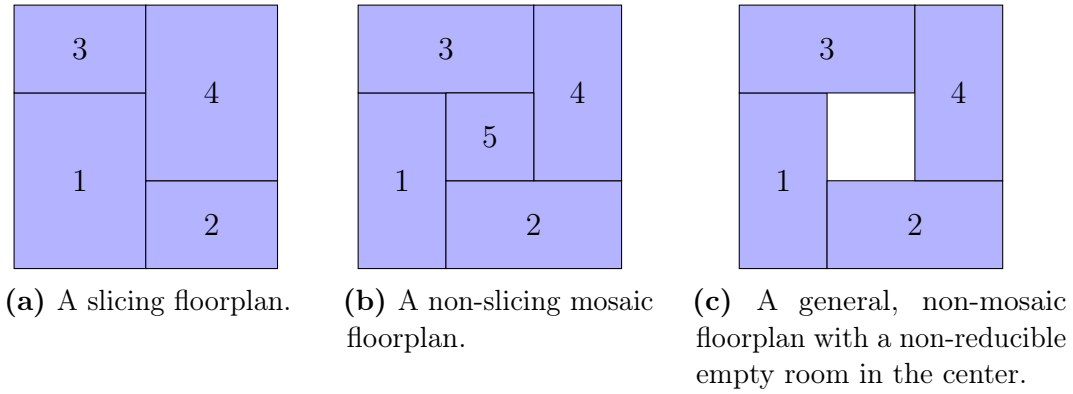 3
4
1
2
3
4
5
1
2
3
4
1
2
(a) A slicing floorplan.
(b) A non-slicing mosaic
floorplan.
(c) A general, non-mosaic
floorplan with a non-reducible
empty room in the center.